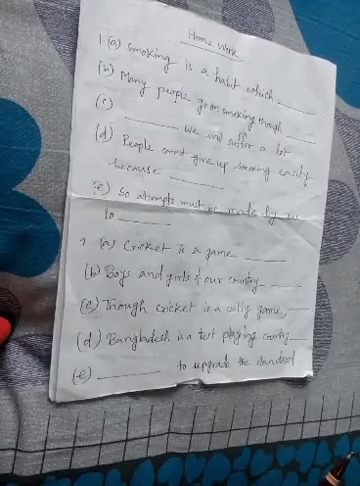 Home Work
1. (a) Smoking is a habit which ______
(b) Many people go on smoking though ______
(c) ______ we will suffer a lot
(d) People cannot give up smoking easily
because ______
(e) So attempts must be made by us
to ______.
2. (a) Cricket is a game ______
(b) Boys and girls of our country ______
(c) Though cricket is a costly game, ______
(d) Bangladesh is a test playing country ______
(e) ______ to upgrade the standard